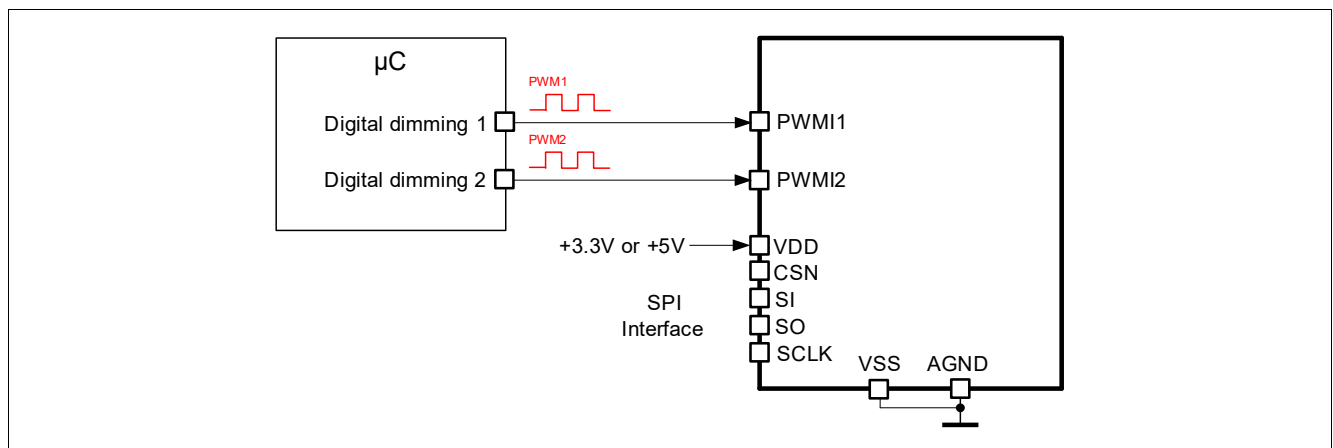 µC
PWM1
Digital dimming 1
PWMI1
PWM2
Digital dimming 2
PWMI2
+3.3V or +5V
VDD
CSN
SPI
Interface
SI
SO
SCLK
VSS
AGND